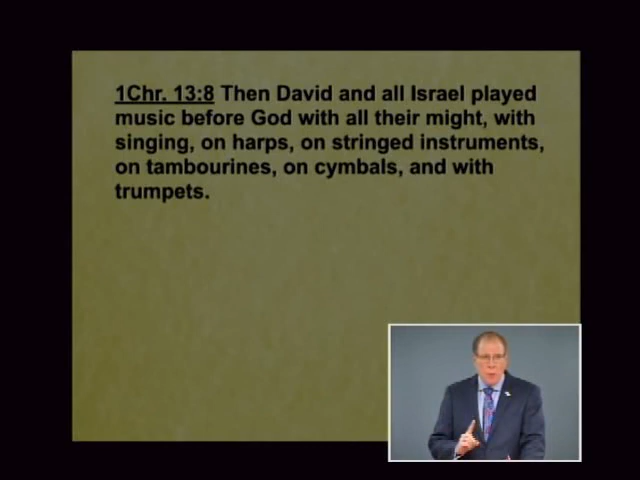 1Chr. 13:8 Then David and all Israel played
music before God with all their might, with
singing, on harps, on stringed instruments,
on tambourines, on cymbals, and with
trumpets.